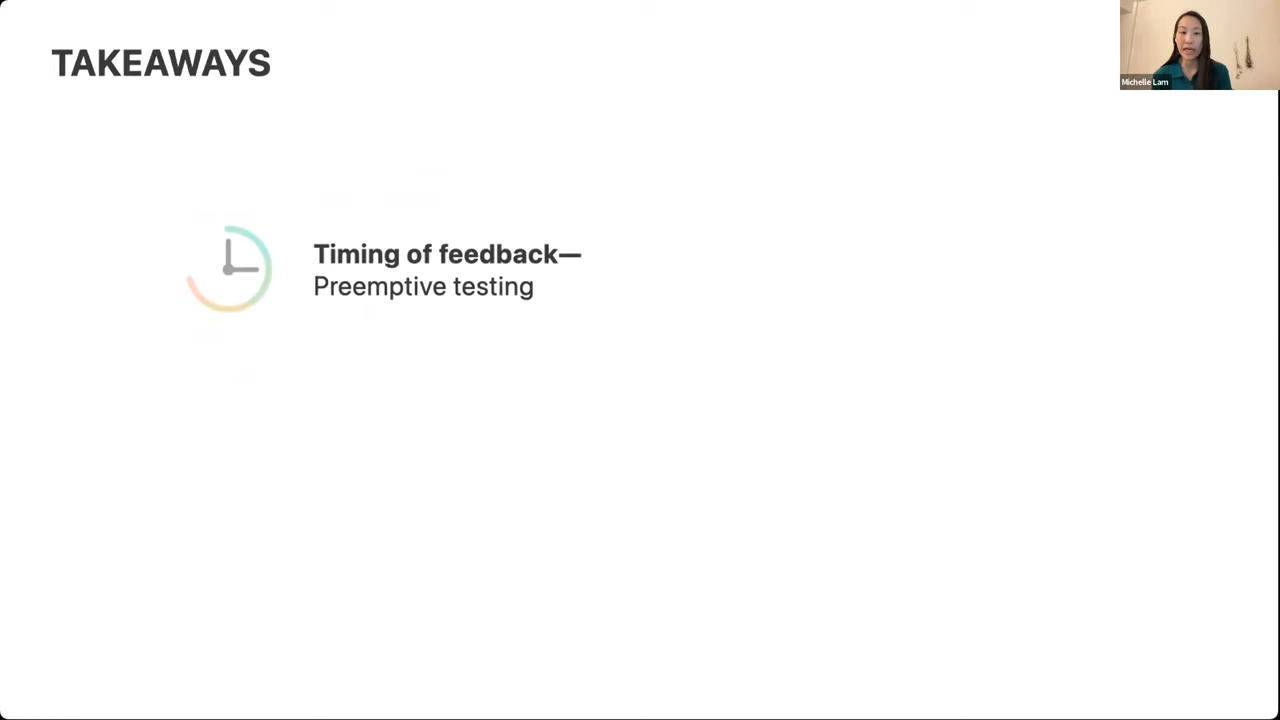 TAKEAWAYS
Michelle Lam
Timing of feedback—
Preemptive testing